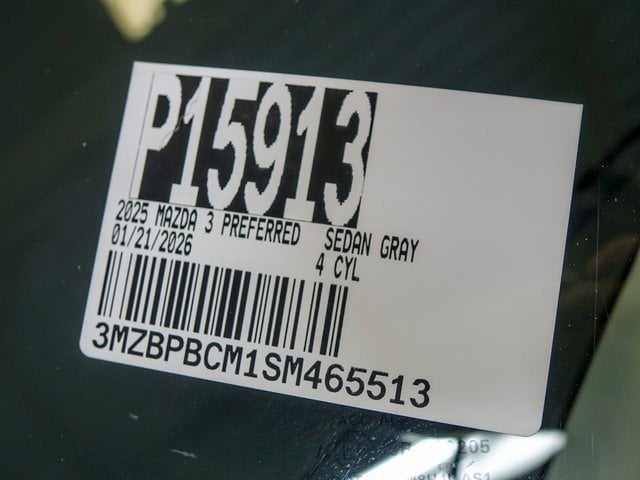 P15913
2025 MAZDA 3 PREFERRED SEDAN GRAY
01/21/2026 4 CYL
3MZBPBCM1SM465513